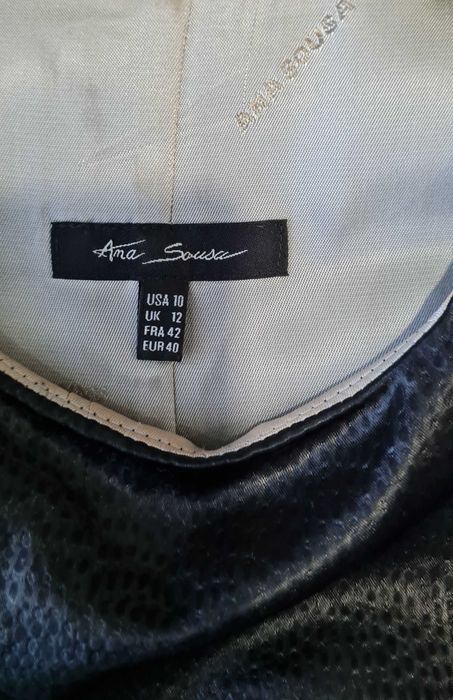 ANA SOUSA
Ana Sousa
USA 10
UK 12
FRA 42
EUR 40